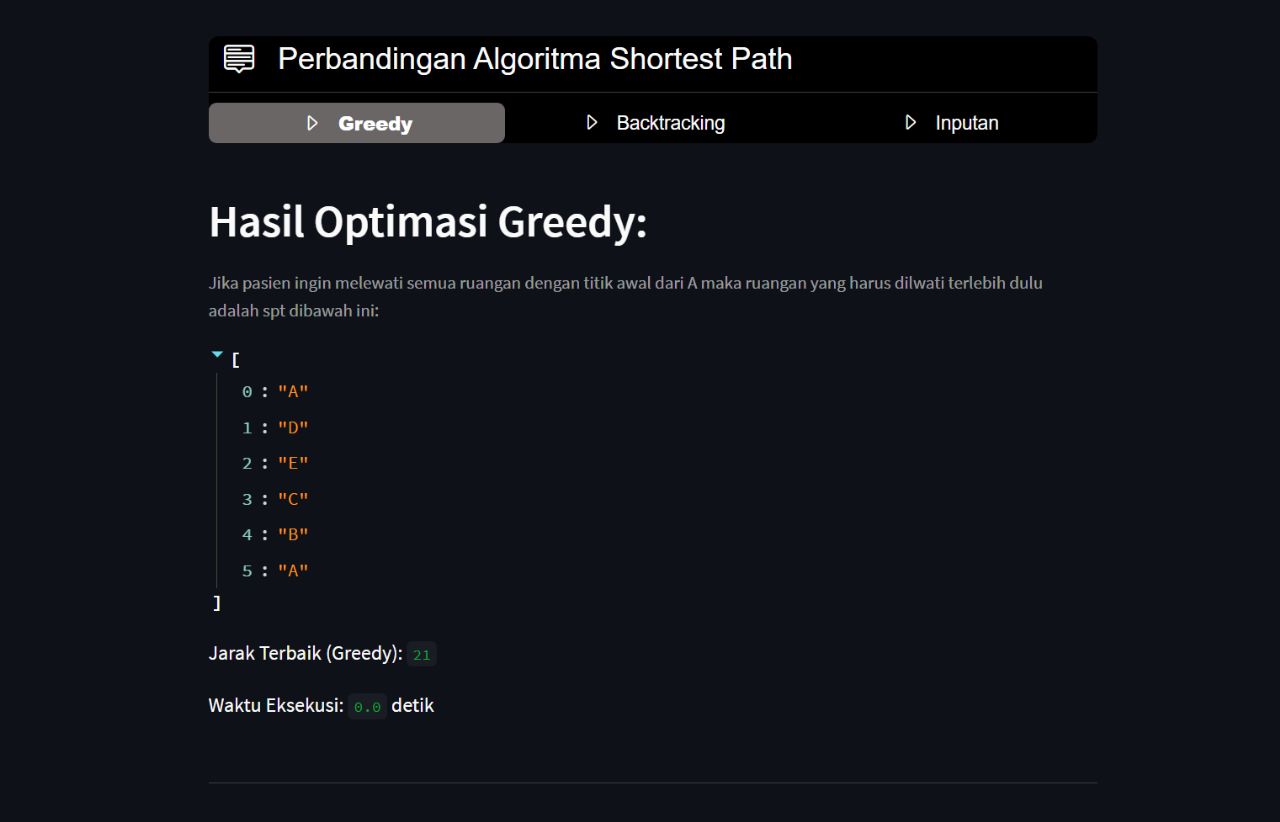 Perbandingan Algoritma Shortest Path
Greedy
Backtracking
Inputan
Hasil Optimasi Greedy:
Jika pasien ingin melewati semua ruangan dengan titik awal dari A maka ruangan yang harus dilwati terlebih dulu
adalah spt dibawah ini:
[
0 : "A"
1 : "D"
2 : "E"
3 : "C"
4 : "B"
5 : "A"
]
Jarak Terbaik (Greedy): 21
Waktu Eksekusi: 0.0 detik